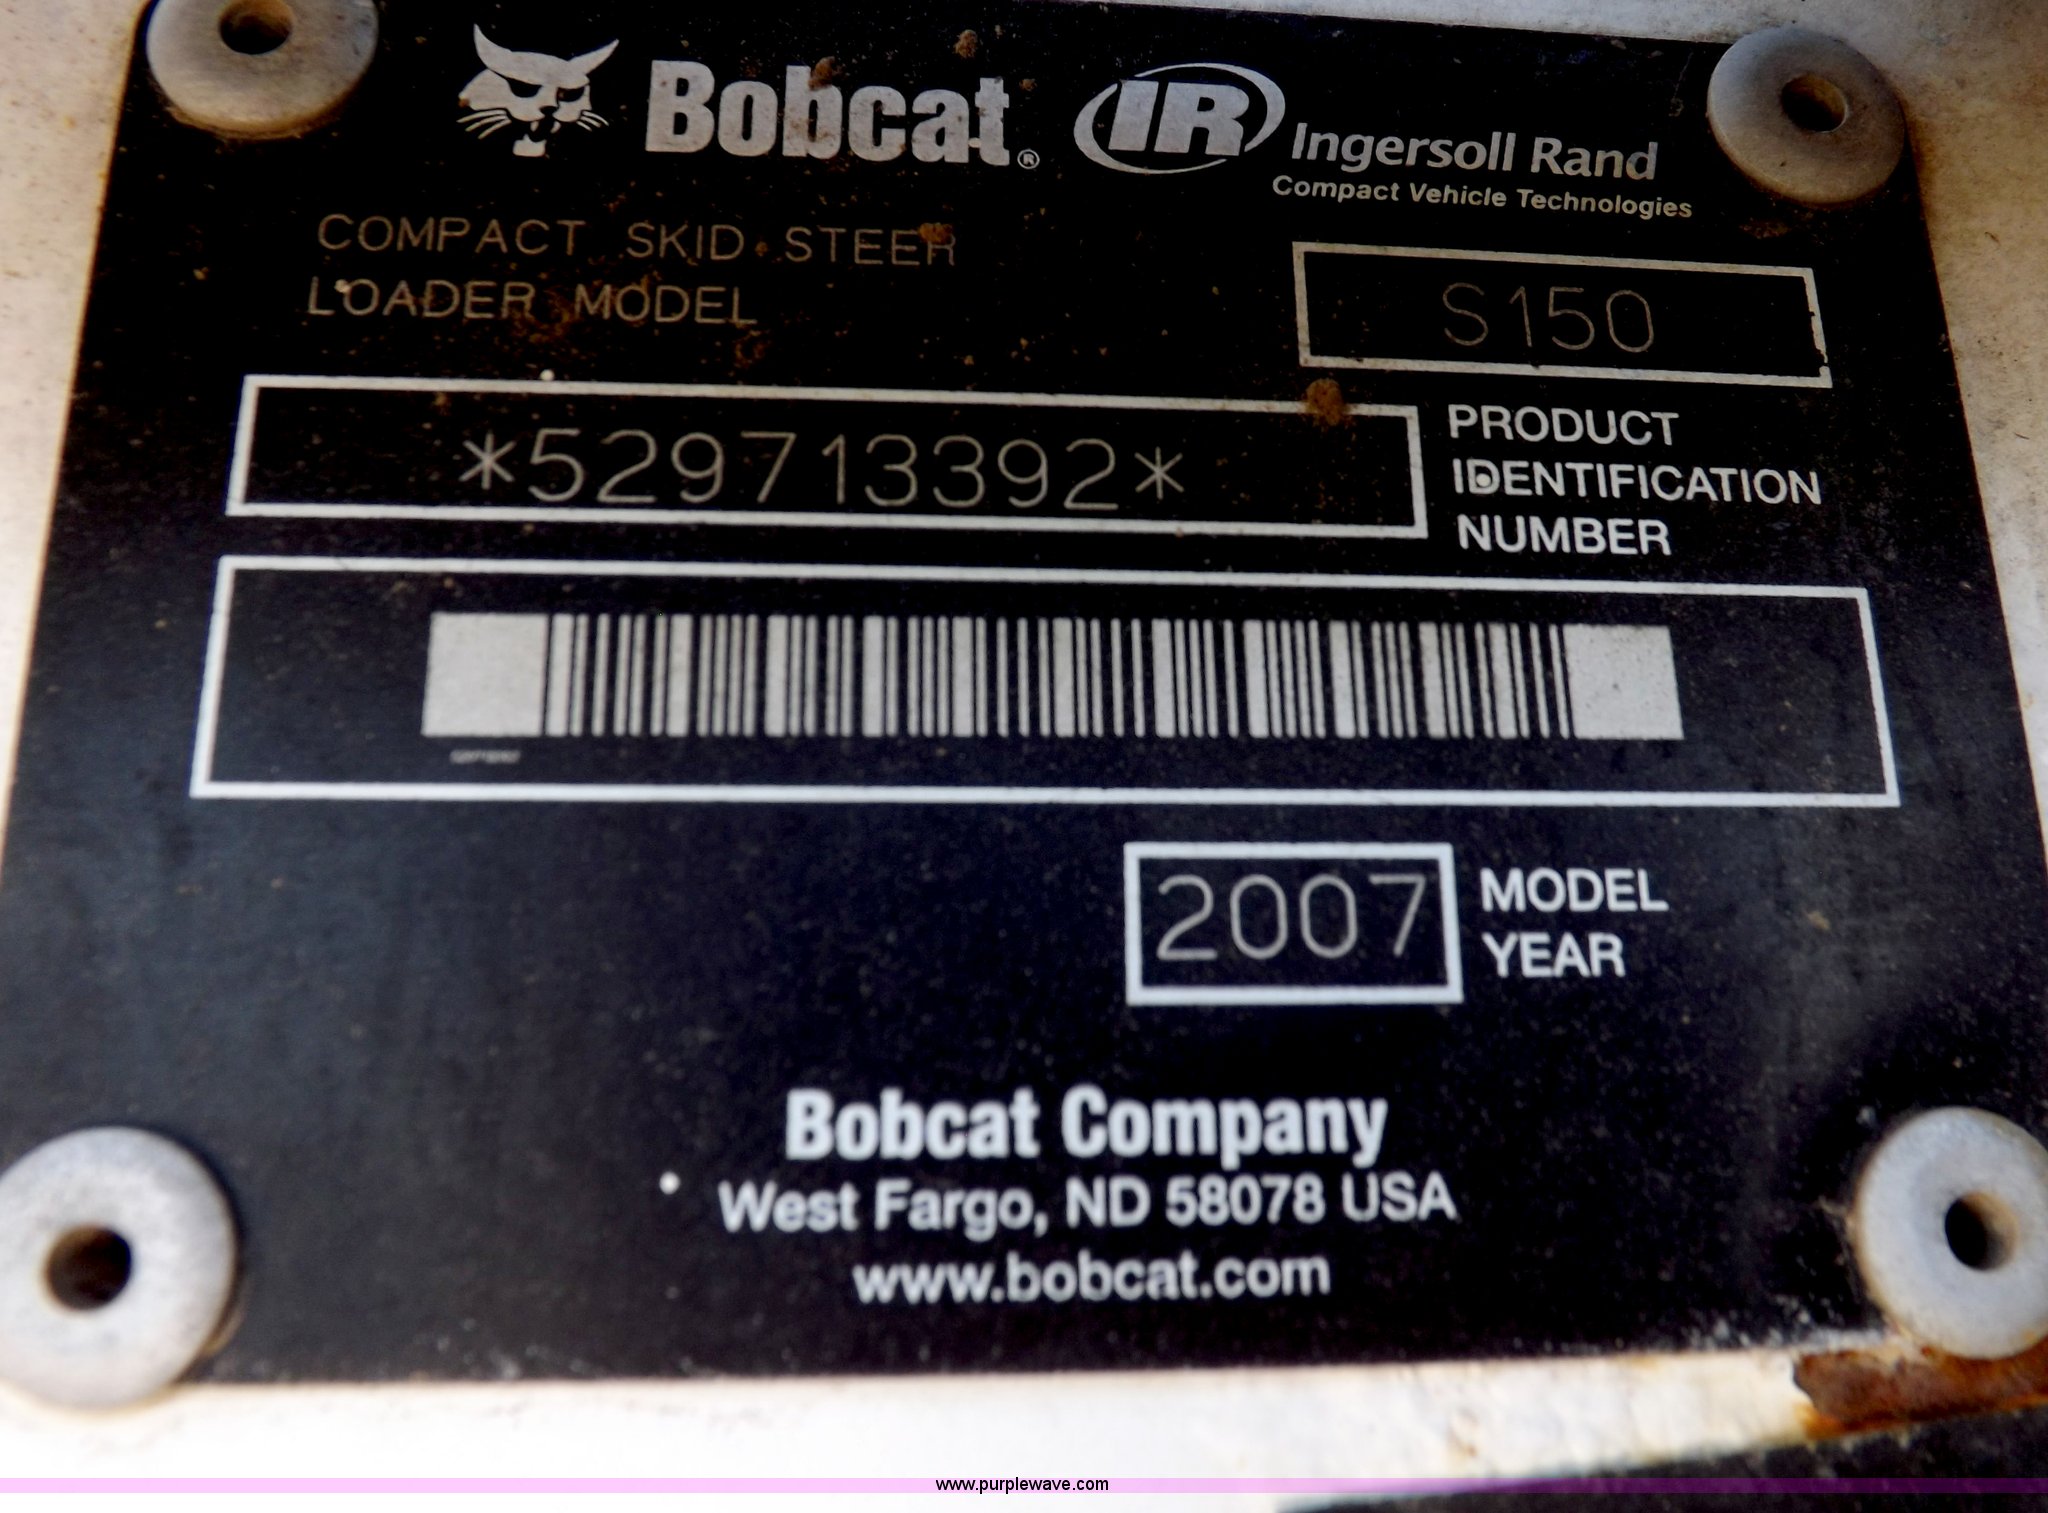 Bobcat® IR Ingersoll Rand
Compact Vehicle Technologies
COMPACT SKID STEER
LOADER MODEL
S150
*529713392*
PRODUCT
IDENTIFICATION
NUMBER
2007
MODEL
YEAR
Bobcat Company
West Fargo, ND 58078 USA
www.bobcat.com
www.purplewave.com